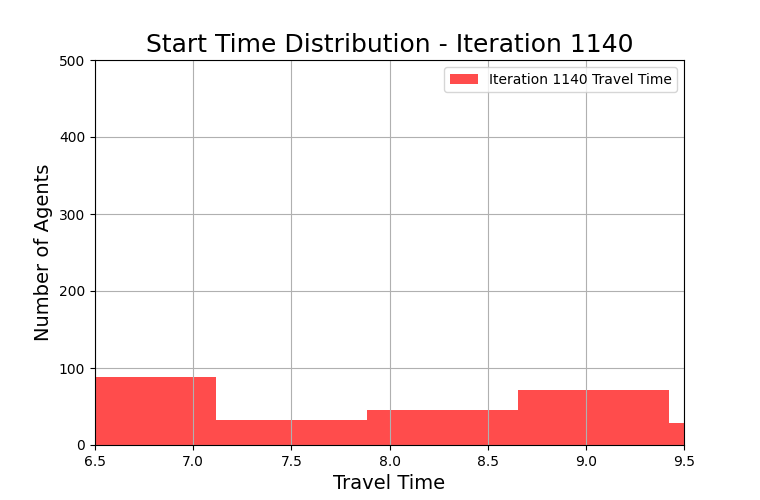 Start Time Distribution - Iteration 1140
Iteration 1140 Travel Time
Number of Agents
500
400
300
200
100
0
6.5 7.0 7.5 8.0 8.5 9.0 9.5
Travel Time